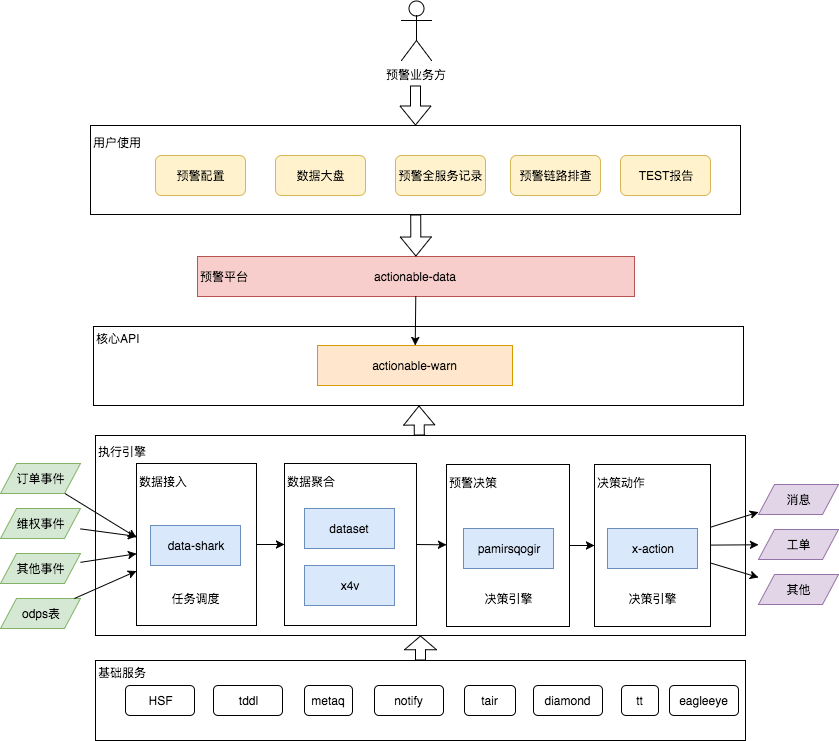 预警业务方
用户使用
预警配置
数据大盘
预警全服务记录
预警链路排查
TEST报告
预警平台
actionable-data
核心API
actionable-warn
执行引擎
订单事件
维权事件
其他事件
odps表
数据接入
data-shark
任务调度
数据聚合
dataset
x4v
预警决策
pamirsqogir
决策引擎
决策动作
x-action
决策引擎
消息
工单
其他
基础服务
HSF
tddl
metaq
notify
tair
diamond
tt
eagleeye